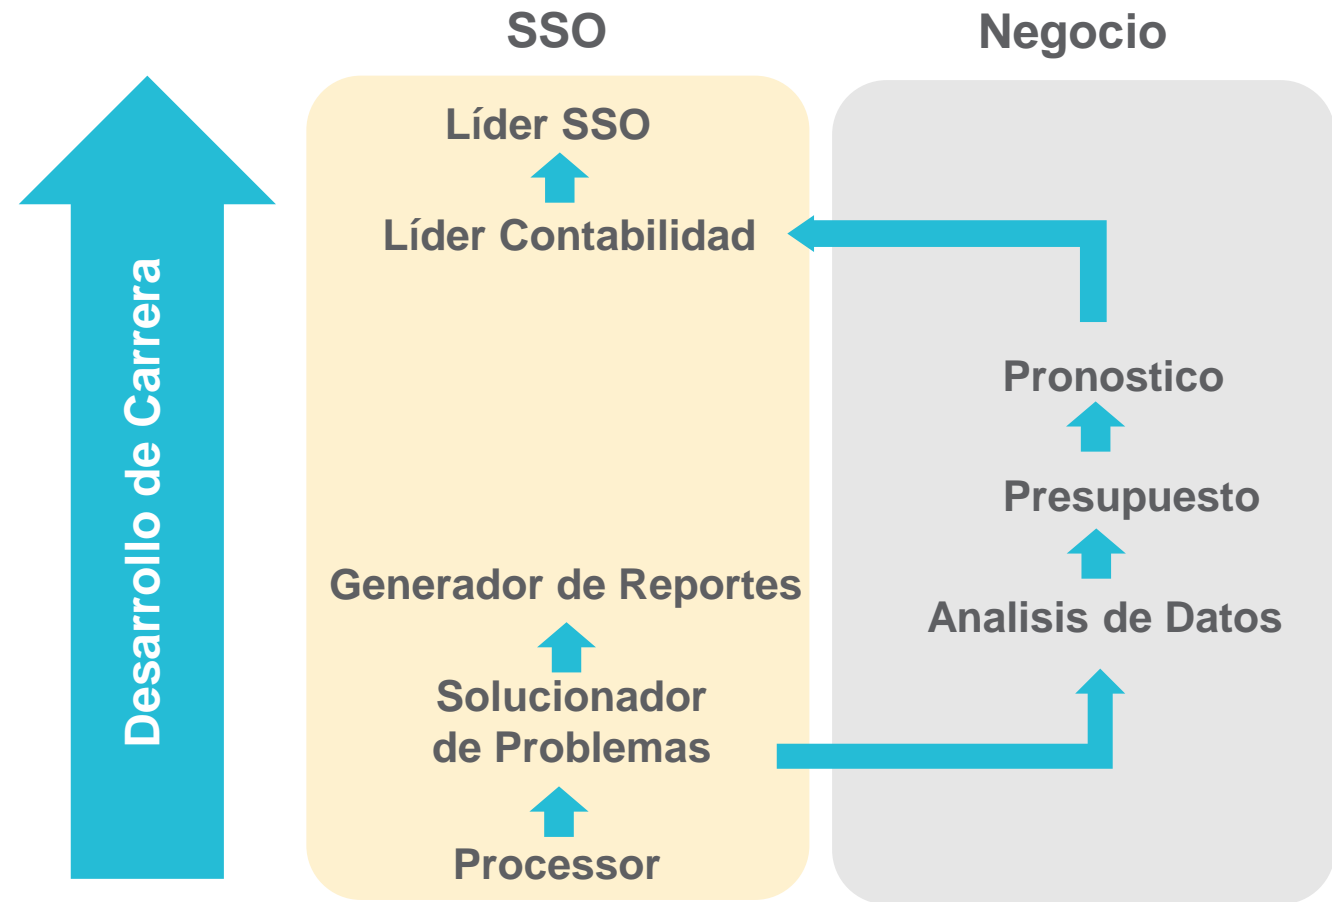 SSO
Negocio
Desarrollo de Carrera
Líder SSO
Líder Contabilidad
Generador de Reportes
Solucionador
de Problemas
Processor
Pronostico
Presupuesto
Analisis de Datos